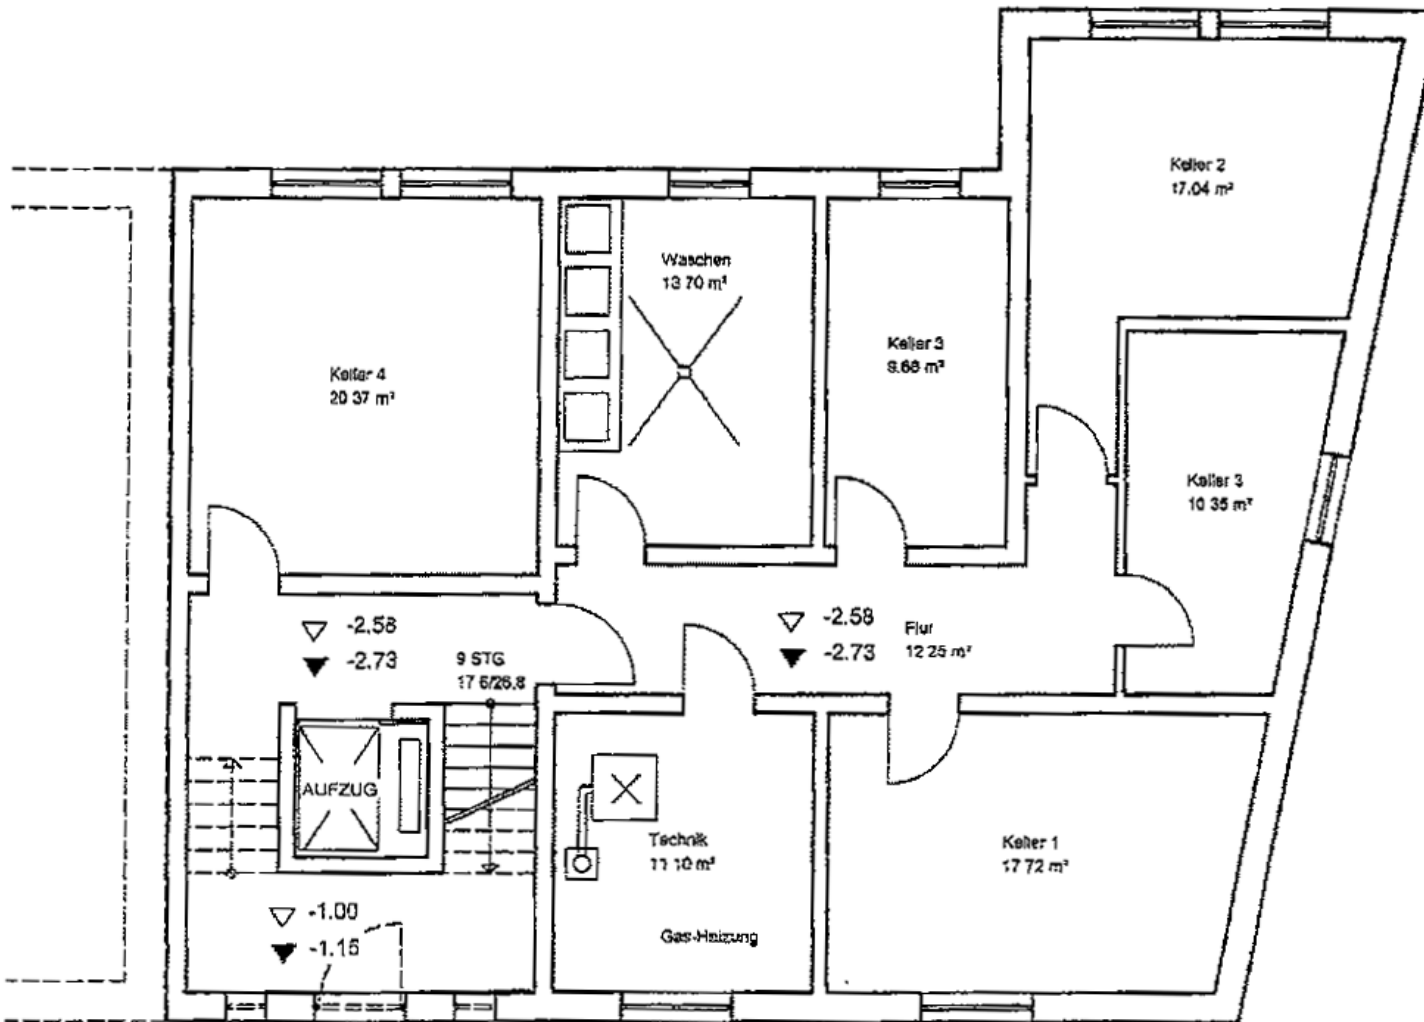 Keller 2
17.04 m²
Waschen
13.70 m²
Keller 3
9.66 m²
Keller 4
20.37 m²
Keller 3
10.35 m²
-2.58
-2.73
9 STG
17.6/26.8
-2.58
-2.73
Flur
12.25 m²
AUFZUG
Technik
11.10 m²
Keller 1
17.72 m²
-1.00
-1.15
Gas-Heizung